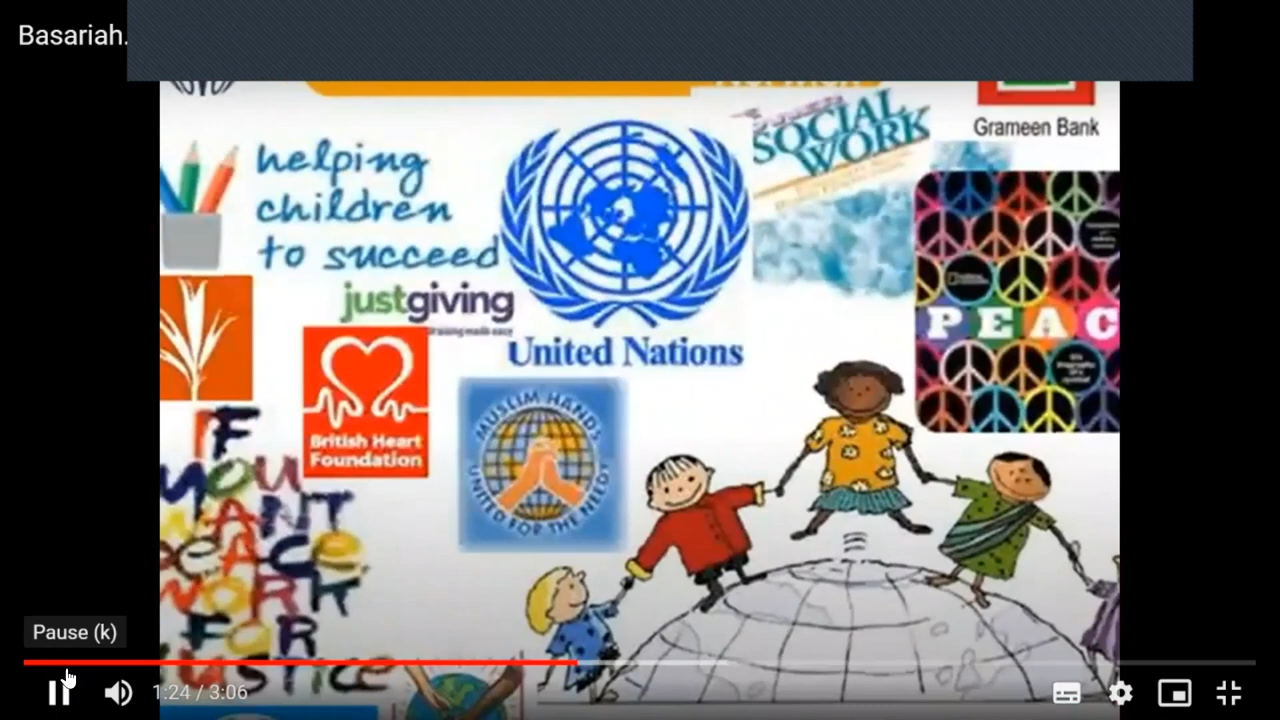 Basariah.
SOCIAL
WORK
Grameen Bank
helping
children
to succeed
justgiving
United Nations
PEAC
British Heart
Foundation
MUSLIM HANDS
UNITED FOR THE NEEDY
IF
YOU
WANT
PEACE
WORK
FOR
JUSTICE
Pause (k)
1:24 / 3:06